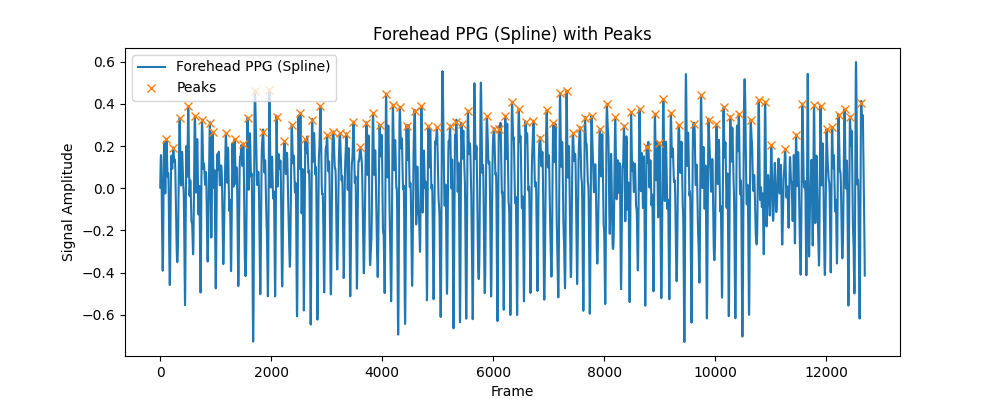 Forehead PPG (Spline) with Peaks
Forehead PPG (Spline)
Peaks
0.6
0.4
0.2
0.0
−0.2
−0.4
−0.6
Signal Amplitude
0 2000 4000 6000 8000 10000 12000
Frame